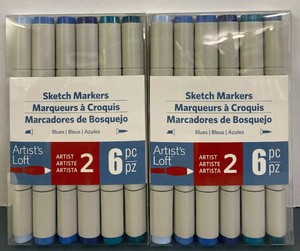 Sketch Markers
Marqueurs à Croquis
Marcadores de Bosquejo
Blues | Bleus | Azules
Artist's
Loft
ARTIST
ARTISTE
ARTISTA
2
6 pc
pz
Sketch Markers
Marqueurs à Croquis
Marcadores de Bosquejo
Blues | Bleus | Azules
Artist's
Loft
ARTIST
ARTISTE
ARTISTA
2
6 pc
pz